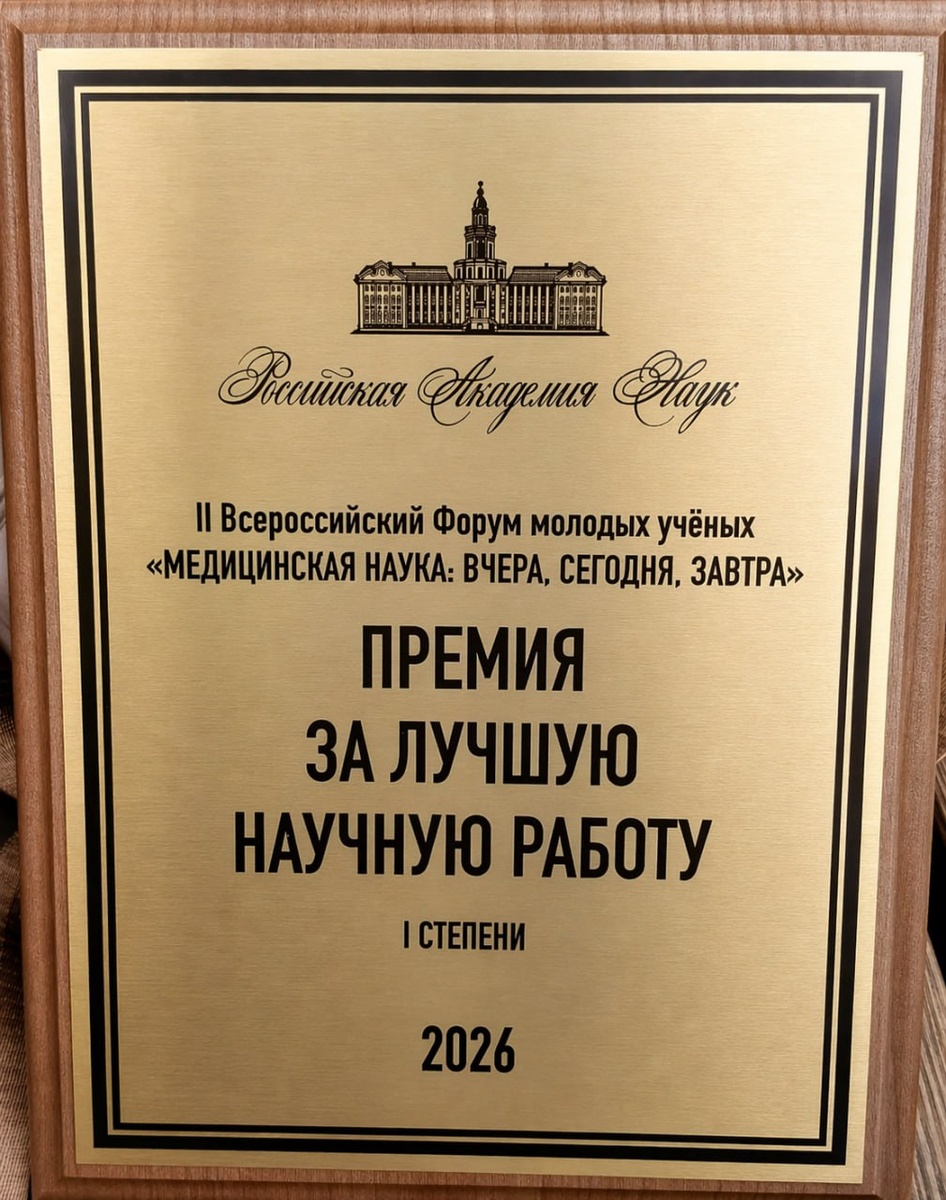 Российская Академия Наук
II Всероссийский Форум молодых учёных
«МЕДИЦИНСКАЯ НАУКА: ВЧЕРА, СЕГОДНЯ, ЗАВТРА»
ПРЕМИЯ
ЗА ЛУЧШУЮ
НАУЧНУЮ РАБОТУ
I СТЕПЕНИ
2026